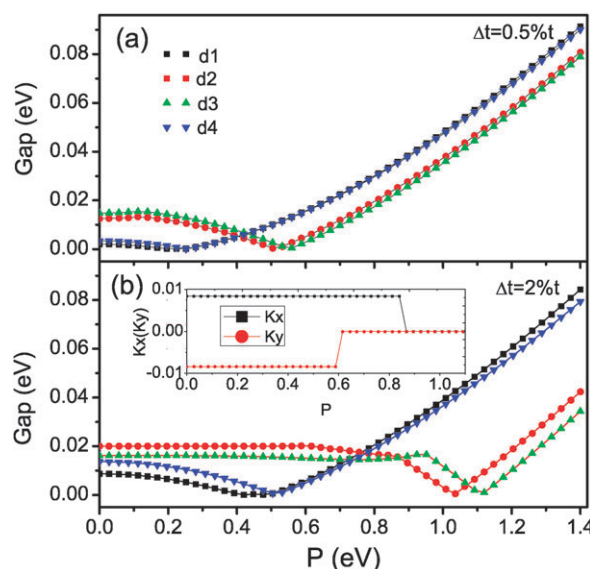 (a)
Δt=0.5%t
d1
d2
d3
d4
Gap (eV)
0.08
0.06
0.04
0.02
0.00
(b)
Δt=2%t
Kx(Ky)
0.01
0.00
-0.01
Kx
Ky
0.0 0.2 0.4 0.6 0.8 1.0
P
Gap (eV)
0.08
0.06
0.04
0.02
0.00
0.0 0.2 0.4 0.6 0.8 1.0 1.2 1.4
P (eV)